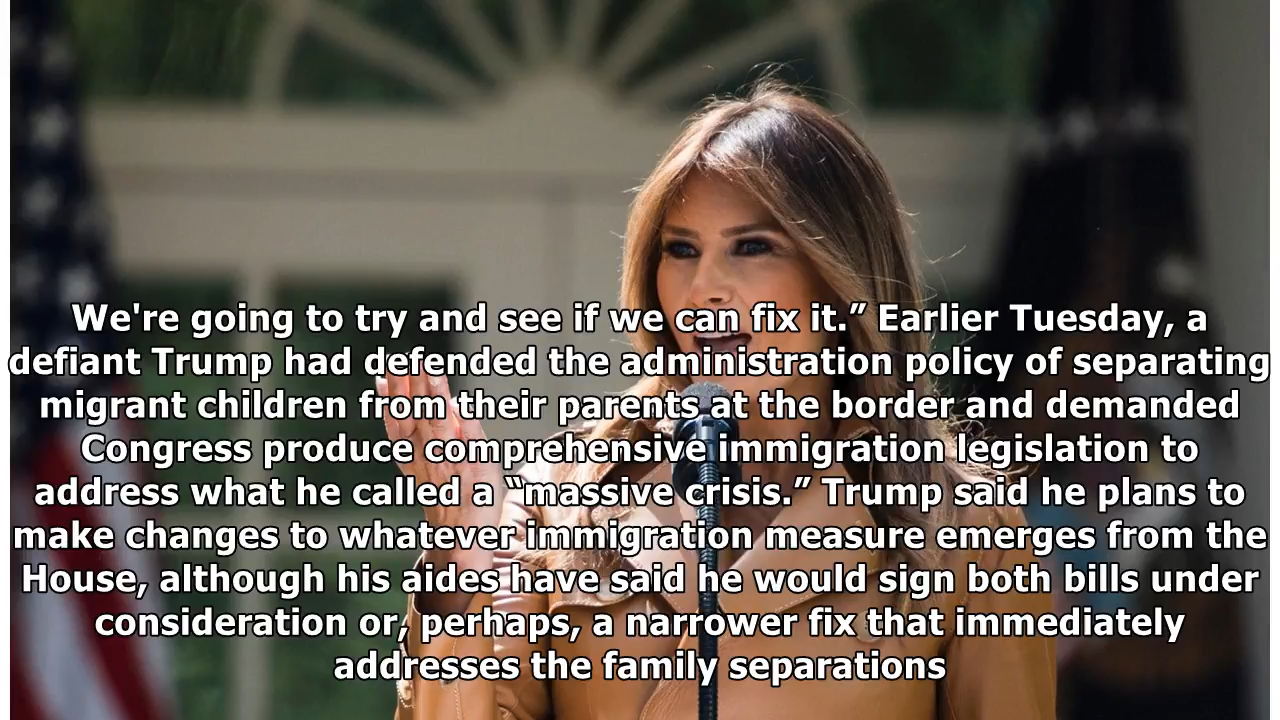 We're going to try and see if we can fix it.” Earlier Tuesday, a
defiant Trump had defended the administration policy of separating
migrant children from their parents at the border and demanded
Congress produce comprehensive immigration legislation to
address what he called a “massive crisis.” Trump said he plans to
make changes to whatever immigration measure emerges from the
House, although his aides have said he would sign both bills under
consideration or, perhaps, a narrower fix that immediately
addresses the family separations